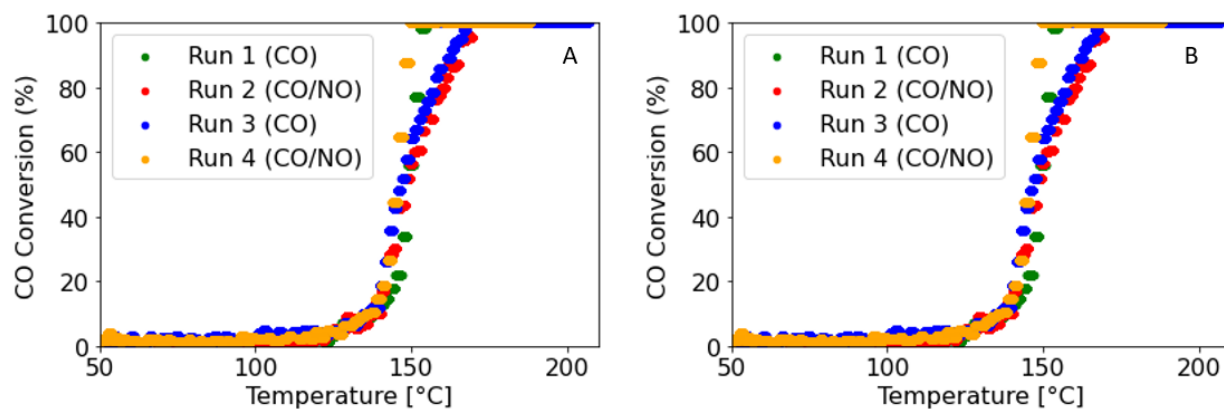 A
CO Conversion (%)
100
80
60
40
20
0
Run 1 (CO)
Run 2 (CO/NO)
Run 3 (CO)
Run 4 (CO/NO)
50
100
150
200
Temperature [°C]
B
CO Conversion (%)
100
80
60
40
20
0
Run 1 (CO)
Run 2 (CO/NO)
Run 3 (CO)
Run 4 (CO/NO)
50
100
150
200
Temperature [°C]